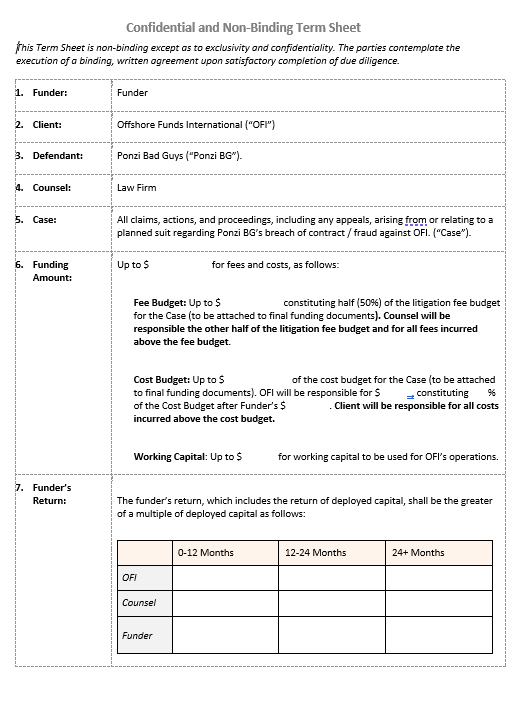 Confidential and Non-Binding Term Sheet
This Term Sheet is non-binding except as to exclusivity and confidentiality. The parties contemplate the
execution of a binding, written agreement upon satisfactory completion of due diligence.
1. Funder: Funder
2. Client: Offshore Funds International (“OFI”)
3. Defendant: Ponzi Bad Guys (“Ponzi BG”).
4. Counsel: Law Firm
5. Case: All claims, actions, and proceedings, including any appeals, arising from or relating to a
planned suit regarding Ponzi BG’s breach of contract / fraud against OFI. (“Case”).
6. Funding Amount: Up to $ for fees and costs, as follows:
Fee Budget: Up to $ constituting half (50%) of the litigation fee budget
for the Case (to be attached to final funding documents). Counsel will be
responsible the other half of the litigation fee budget and for all fees incurred
above the fee budget.
Cost Budget: Up to $ of the cost budget for the Case (to be attached
to final funding documents). OFI will be responsible for $ , constituting %
of the Cost Budget after Funder’s $ . Client will be responsible for all costs
incurred above the cost budget.
Working Capital: Up to $ for working capital to be used for OFI’s operations.
7. Funder’s Return:
The funder’s return, which includes the return of deployed capital, shall be the greater
of a multiple of deployed capital as follows:
0-12 Months 12-24 Months 24+ Months
OFI
Counsel
Funder